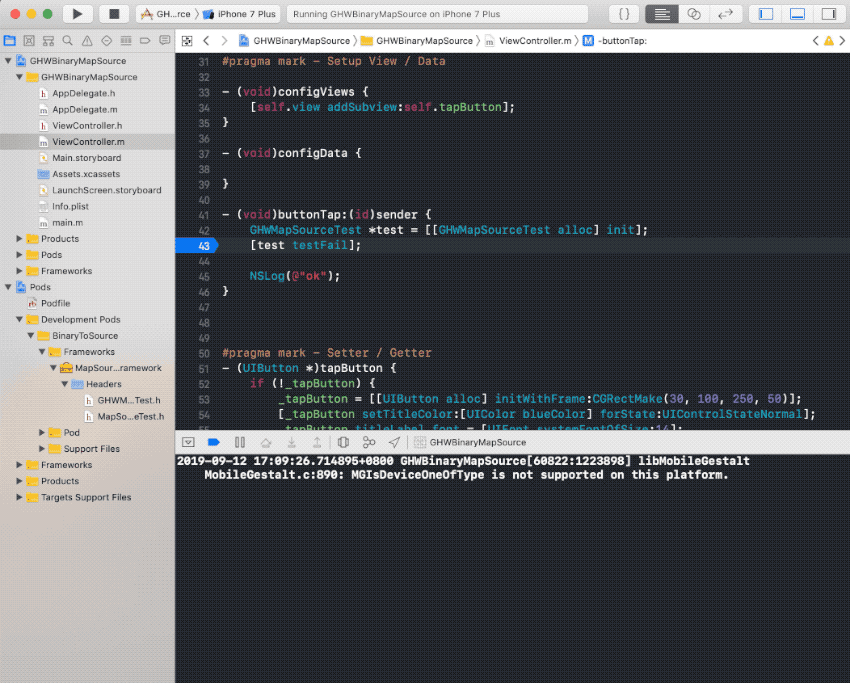 GH...rce
iPhone 7 Plus
Running GHWBinaryMapSource on iPhone 7 Plus
{ }
GHWBinaryMapSource
GHWBinaryMapSource
ViewController.m
M
-buttonTap:
GHWBinaryMapSource
GHWBinaryMapSource
h AppDelegate.h
m AppDelegate.m
h ViewController.h
m ViewController.m
Main.storyboard
Assets.xcassets
LaunchScreen.storyboard
Info.plist
m main.m
Products
Pods
Frameworks
Pods
Podfile
Development Pods
BinaryToSource
Frameworks
MapSour...ramework
Headers
h GHWM...Test.h
h MapSo...eTest.h
Pod
Support Files
Frameworks
Products
Targets Support Files
31 #pragma mark - Setup View / Data
32
33 - (void)configViews {
34 [self.view addSubview:self.tapButton];
35 }
36
37 - (void)configData {
38
39 }
40
41 - (void)buttonTap:(id)sender {
42 GHWMapSourceTest *test = [[GHWMapSourceTest alloc] init];
43 [test testFail];
44
45 NSLog(@"ok");
46 }
47
48
49
50 #pragma mark - Setter / Getter
51 - (UIButton *)tapButton {
52 if (!_tapButton) {
53 _tapButton = [[UIButton alloc] initWithFrame:CGRectMake(30, 100, 250, 50)];
54 [_tapButton setTitleColor:[UIColor blueColor] forState:UIControlStateNormal];
55 _tapButton.titleLabel.font = [UIFont systemFontOfSize:14];
GHWBinaryMapSource
2019-09-12 17:09:26.714895+0800 GHWBinaryMapSource[60822:1223898] libMobileGestalt
MobileGestalt.c:890: MGIsDeviceOneOfType is not supported on this platform.